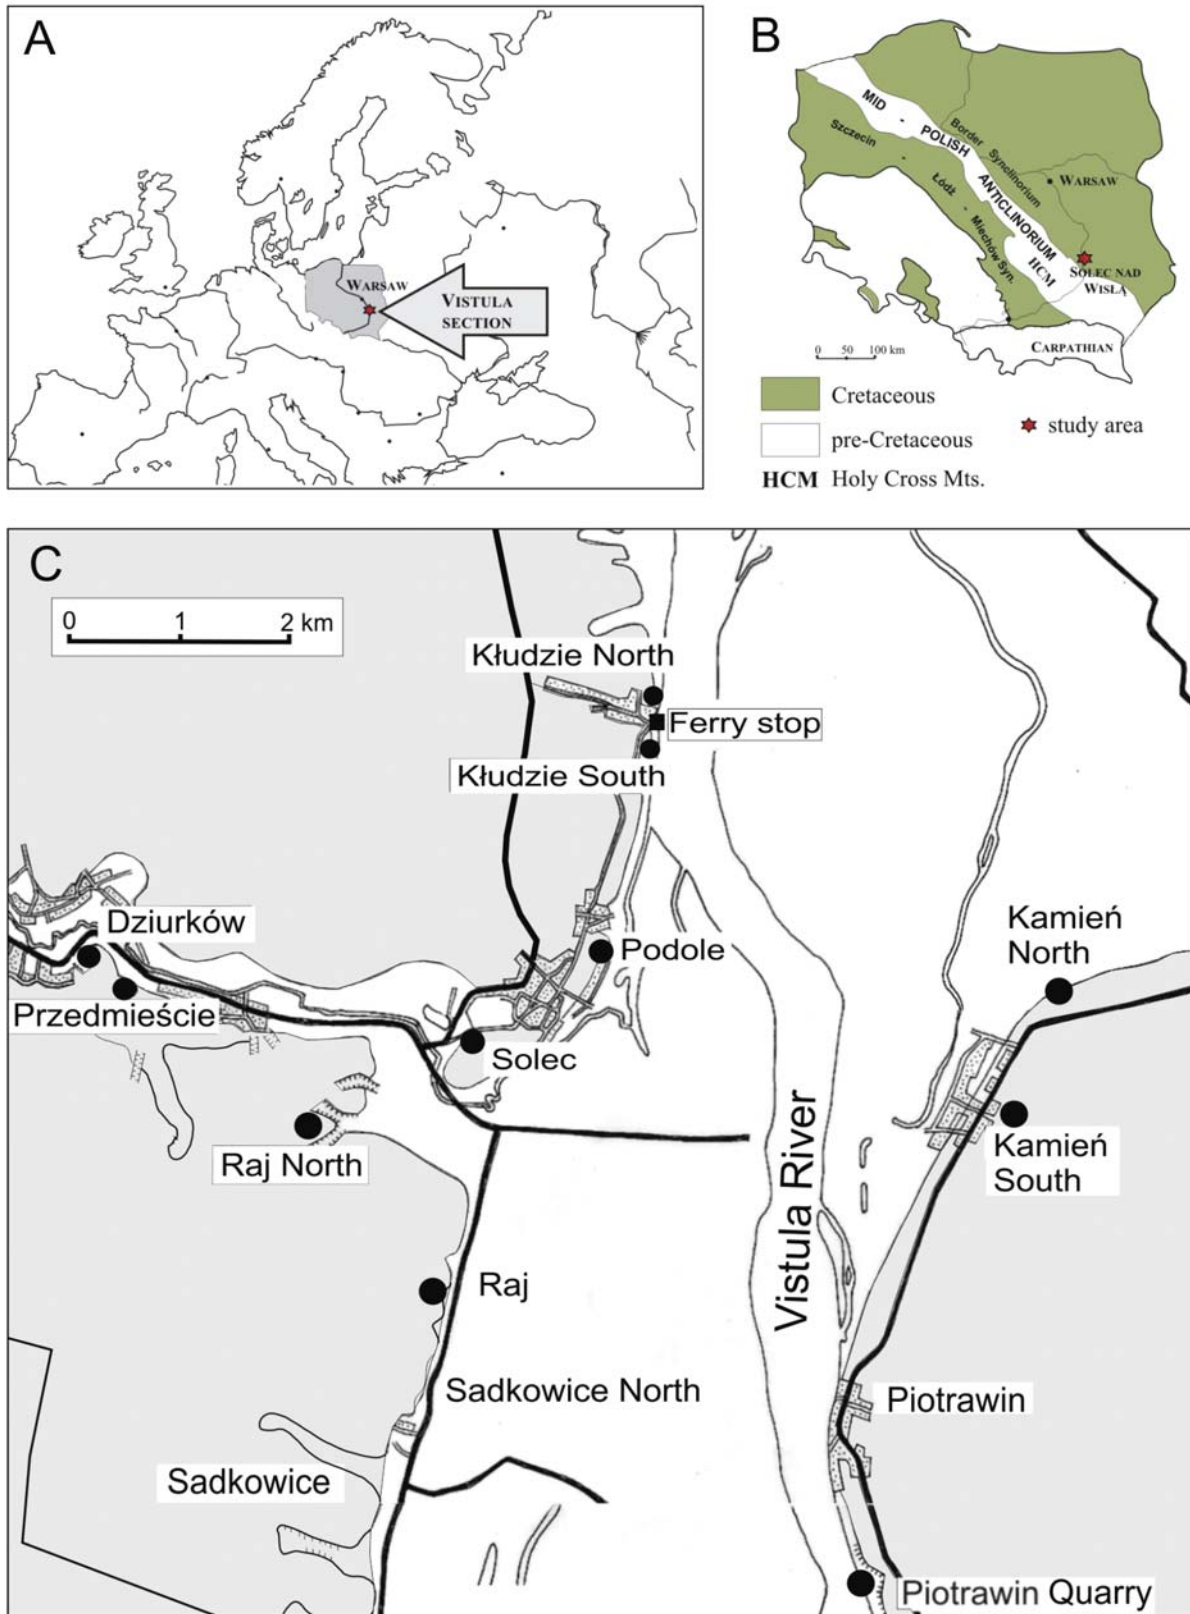 A
WARSAW
VISTULA
SECTION
B
MID - POLISH ANTICLINORIUM
Border Synclinorium
Szczecin - Łódź - Miechów Syn.
WARSAW
HCM
SOLEC NAD
WISŁĄ
CARPATHIAN
0 50 100 km
Cretaceous
pre-Cretaceous
study area
HCM Holy Cross Mts.
C
0 1 2 km
Kłudzie North
Ferry stop
Kłudzie South
Dziurków
Podole
Kamień
North
Przedmieście
Solec
Raj North
Kamień
South
Vistula River
Raj
Sadkowice North
Piotrawin
Sadkowice
Piotrawin Quarry